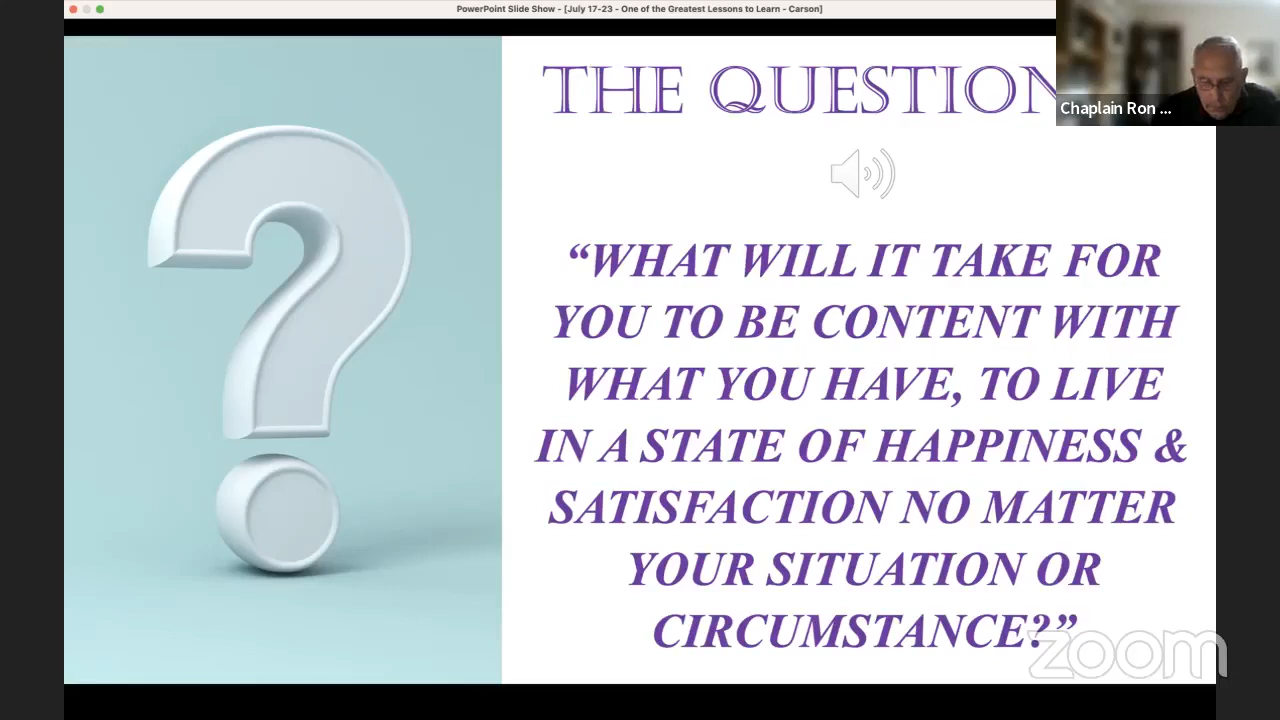 PowerPoint Slide Show - [July 17-23 - One of the Greatest Lessons to Learn - Carson]
THE QUESTION
Chaplain Ron ...
“WHAT WILL IT TAKE FOR
YOU TO BE CONTENT WITH
WHAT YOU HAVE, TO LIVE
IN A STATE OF HAPPINESS &
SATISFACTION NO MATTER
YOUR SITUATION OR
CIRCUMSTANCE?”
zoom